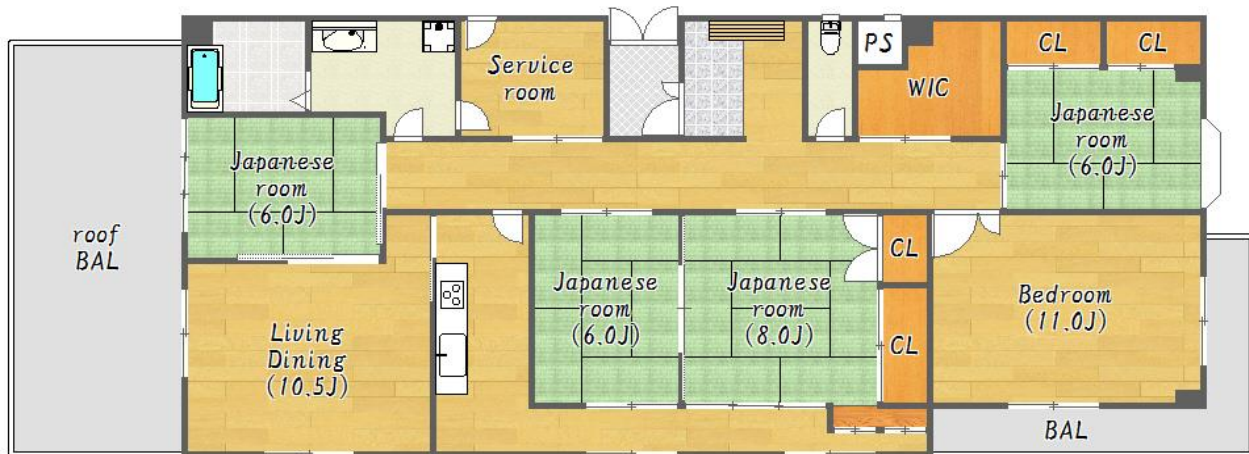 PS
CL
CL
Service
room
WIC
Japanese
room
(6.0J)
Japanese
room
(6.0J)
roof
BAL
CL
Japanese
room
(6.0J)
Japanese
room
(8.0J)
Bedroom
(11.0J)
Living
Dining
(10.5J)
CL
BAL